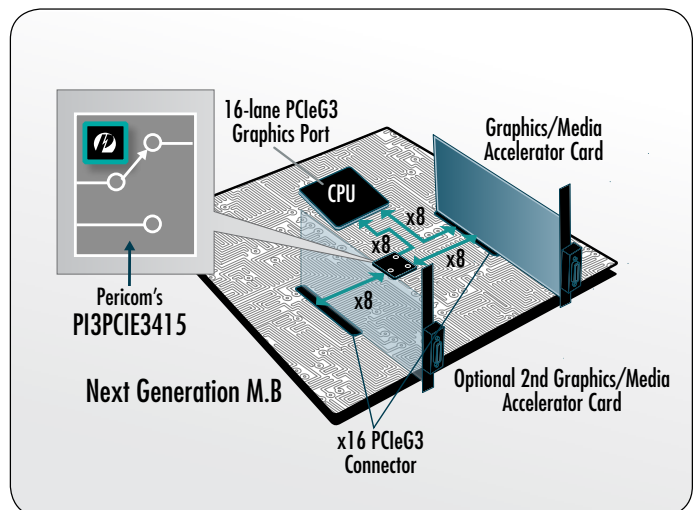 16-lane PCIeG3
Graphics Port
Graphics/Media
Accelerator Card
CPU
x8
x8
x8
x8
Pericom's
PI3PCIE3415
Next Generation M.B
Optional 2nd Graphics/Media
Accelerator Card
x16 PCIeG3
Connector